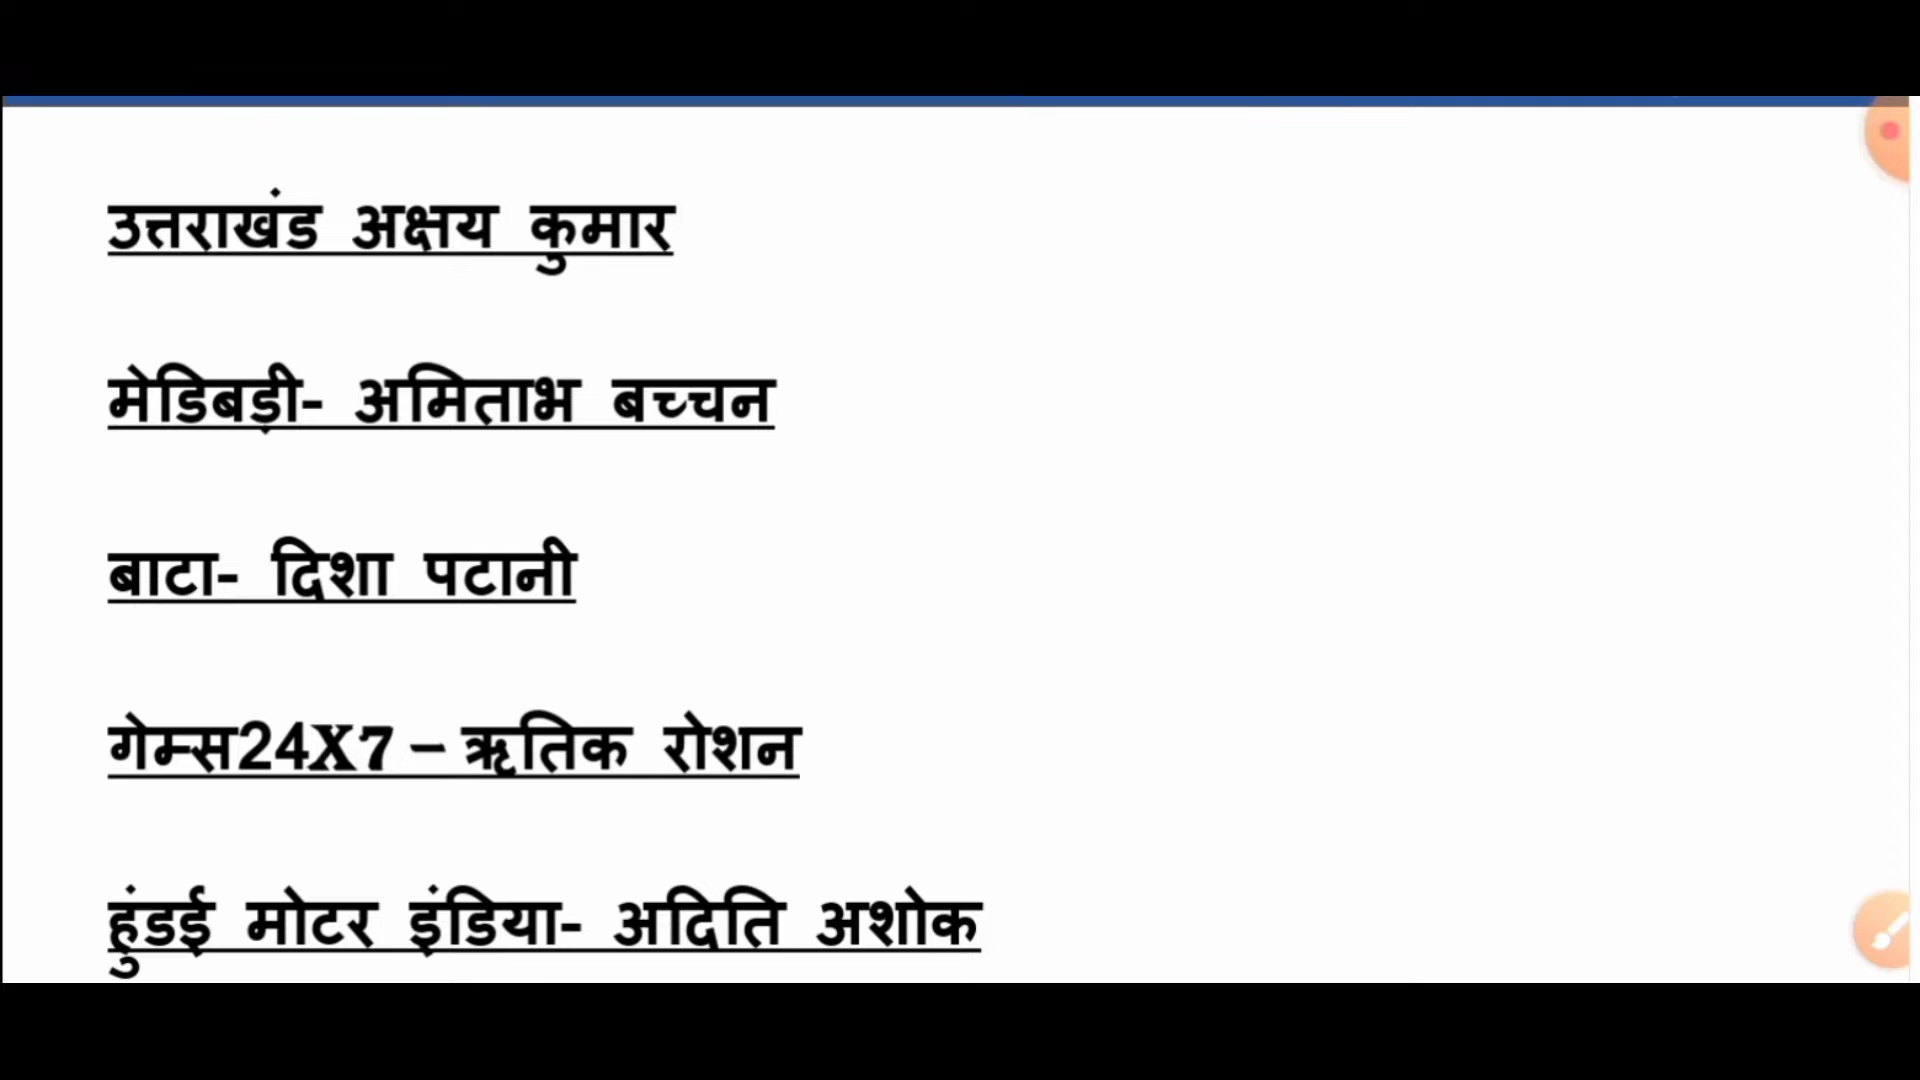 उत्तराखंड अक्षय कुमार
मेडिबड़ी- अमिताभ बच्चन
बाटा- दिशा पटानी
गेम्स24X7 – ऋतिक रोशन
हुंडई मोटर इंडिया- अदिति अशोक